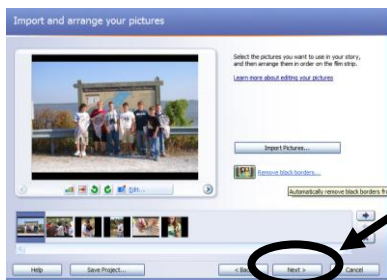 Import and arrange your pictures
Select the pictures you want to use in your story,
and then arrange them in order on the film strip.
Learn more about editing your pictures
Import Pictures...
Edit...
Remove black borders...
Automatically remove black borders fr
Help
Save Project...
< Bac
Next >
Cancel